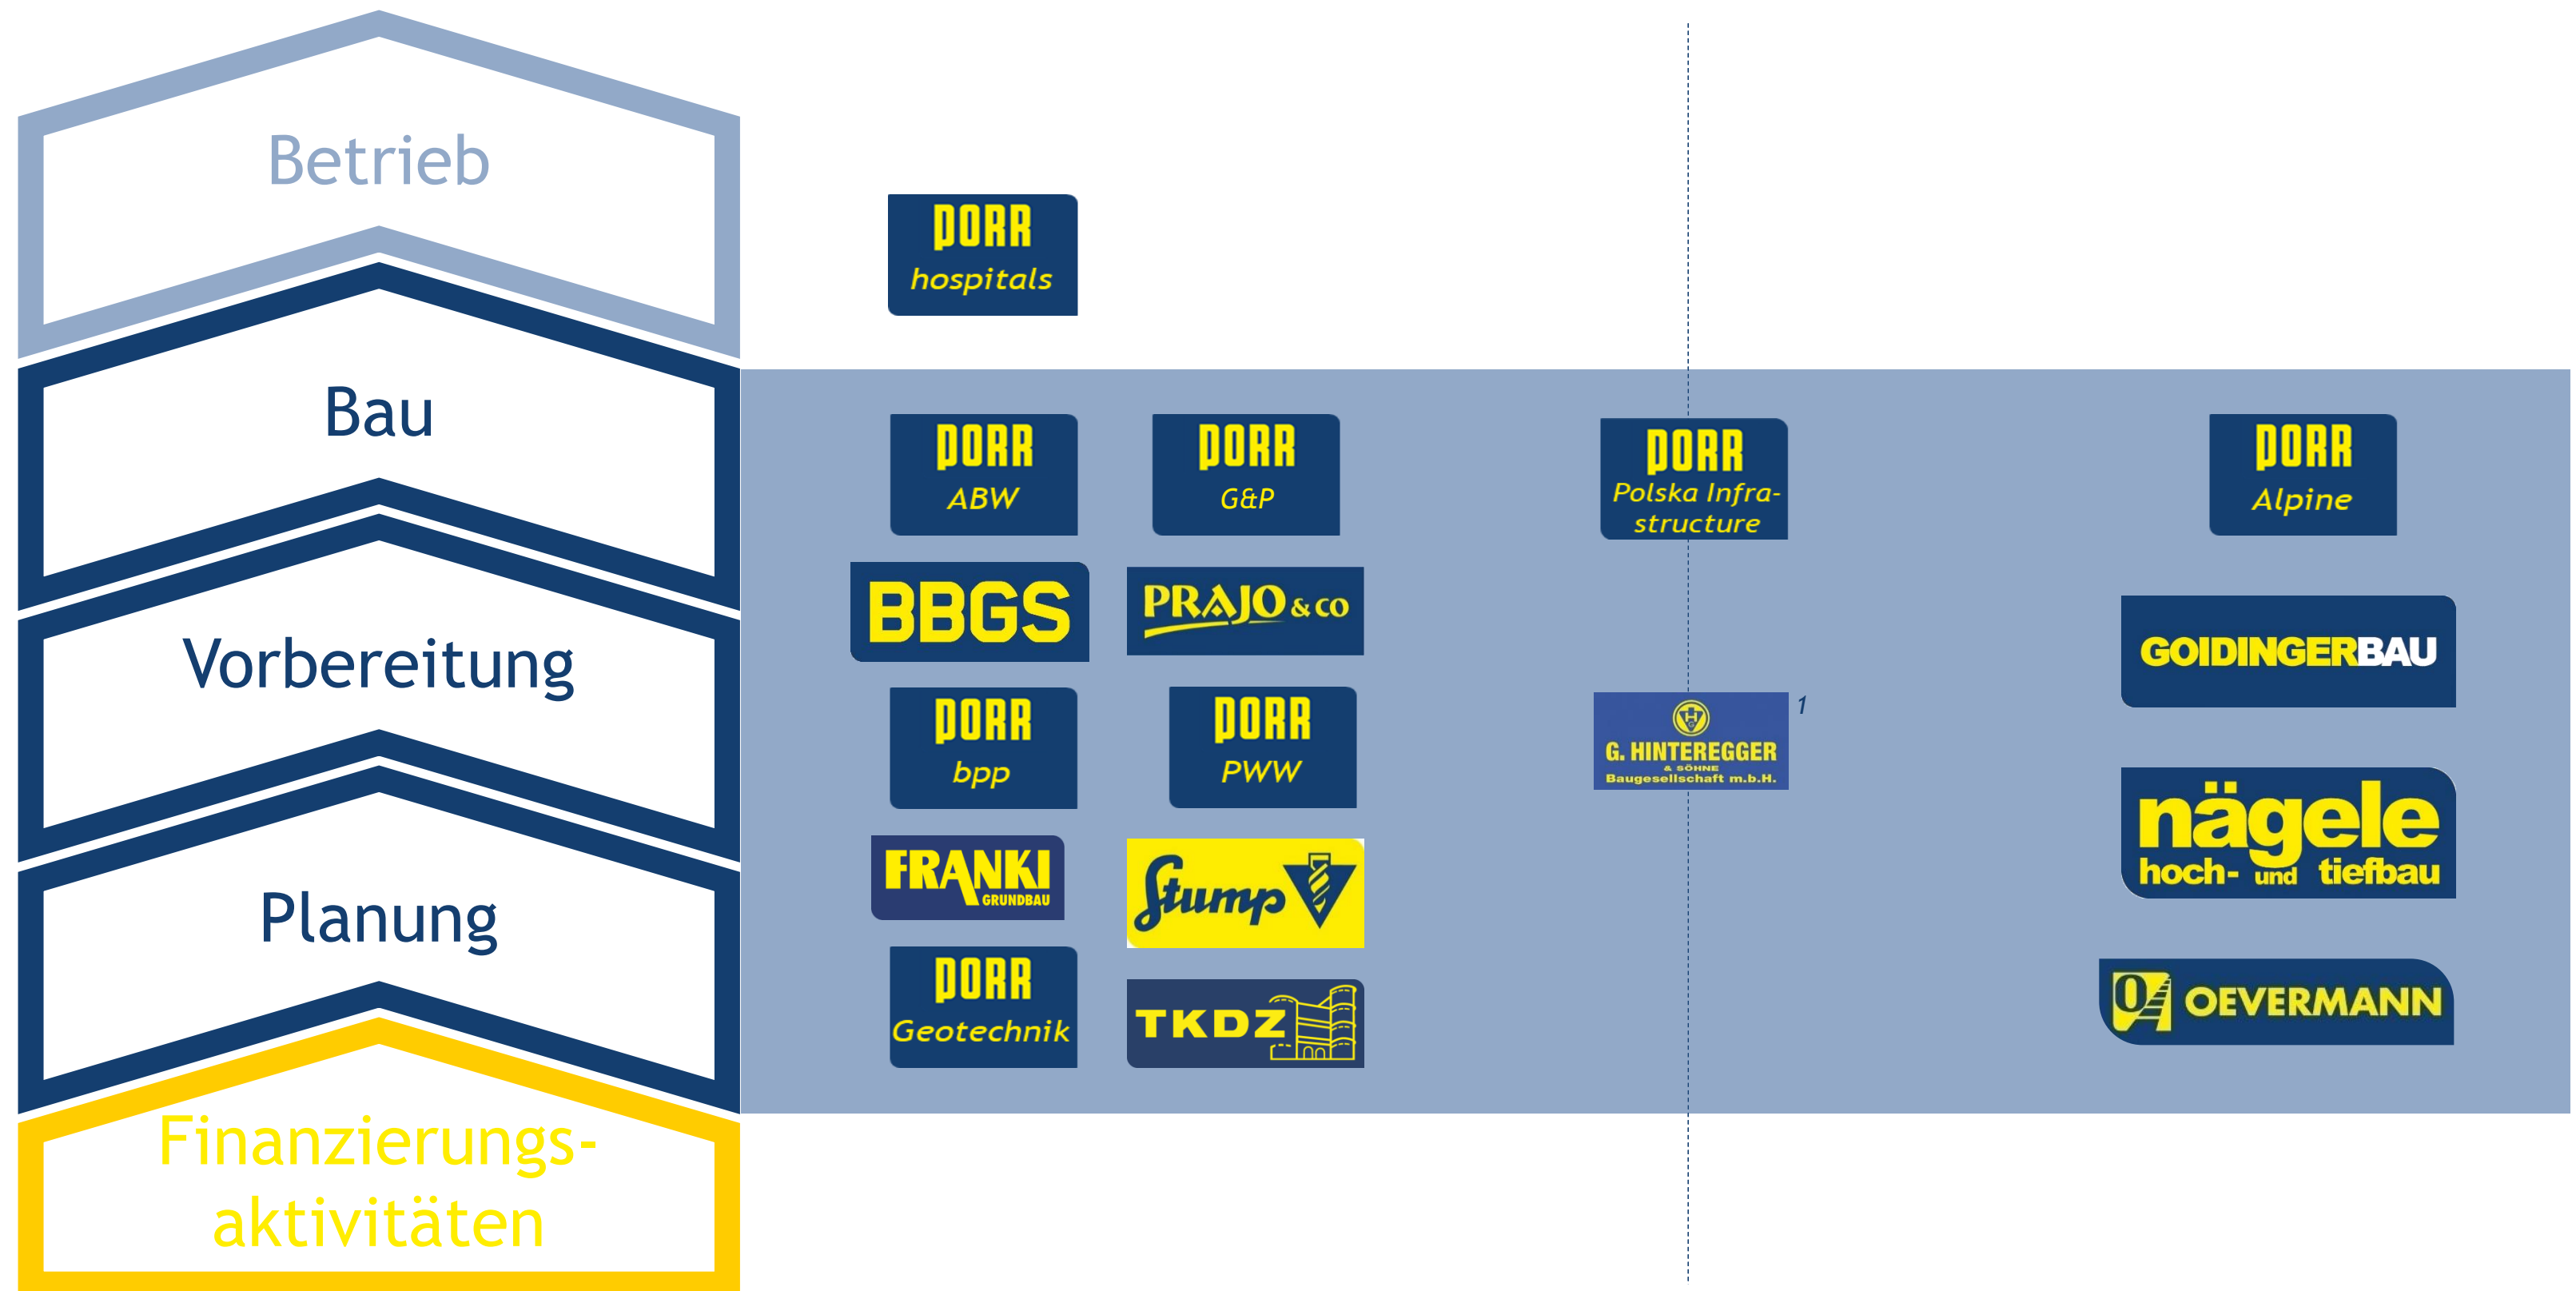 Betrieb
Bau
Vorbereitung
Planung
Finanzierungs-
aktivitäten
PORR
hospitals
PORR
ABW
PORR
G&P
BBGS
PRAJO & CO
PORR
bpp
PORR
PWW
FRANKI
GRUNDBAU
Stump
PORR
Geotechnik
TKDZ
PORR
Polska Infra-
structure
H
G
G. HINTEREGGER
& SÖHNE
Baugesellschaft m.b.H.
1
PORR
Alpine
GOIDINGERBAU
nägele
hoch- und tiefbau
O OEVERMANN